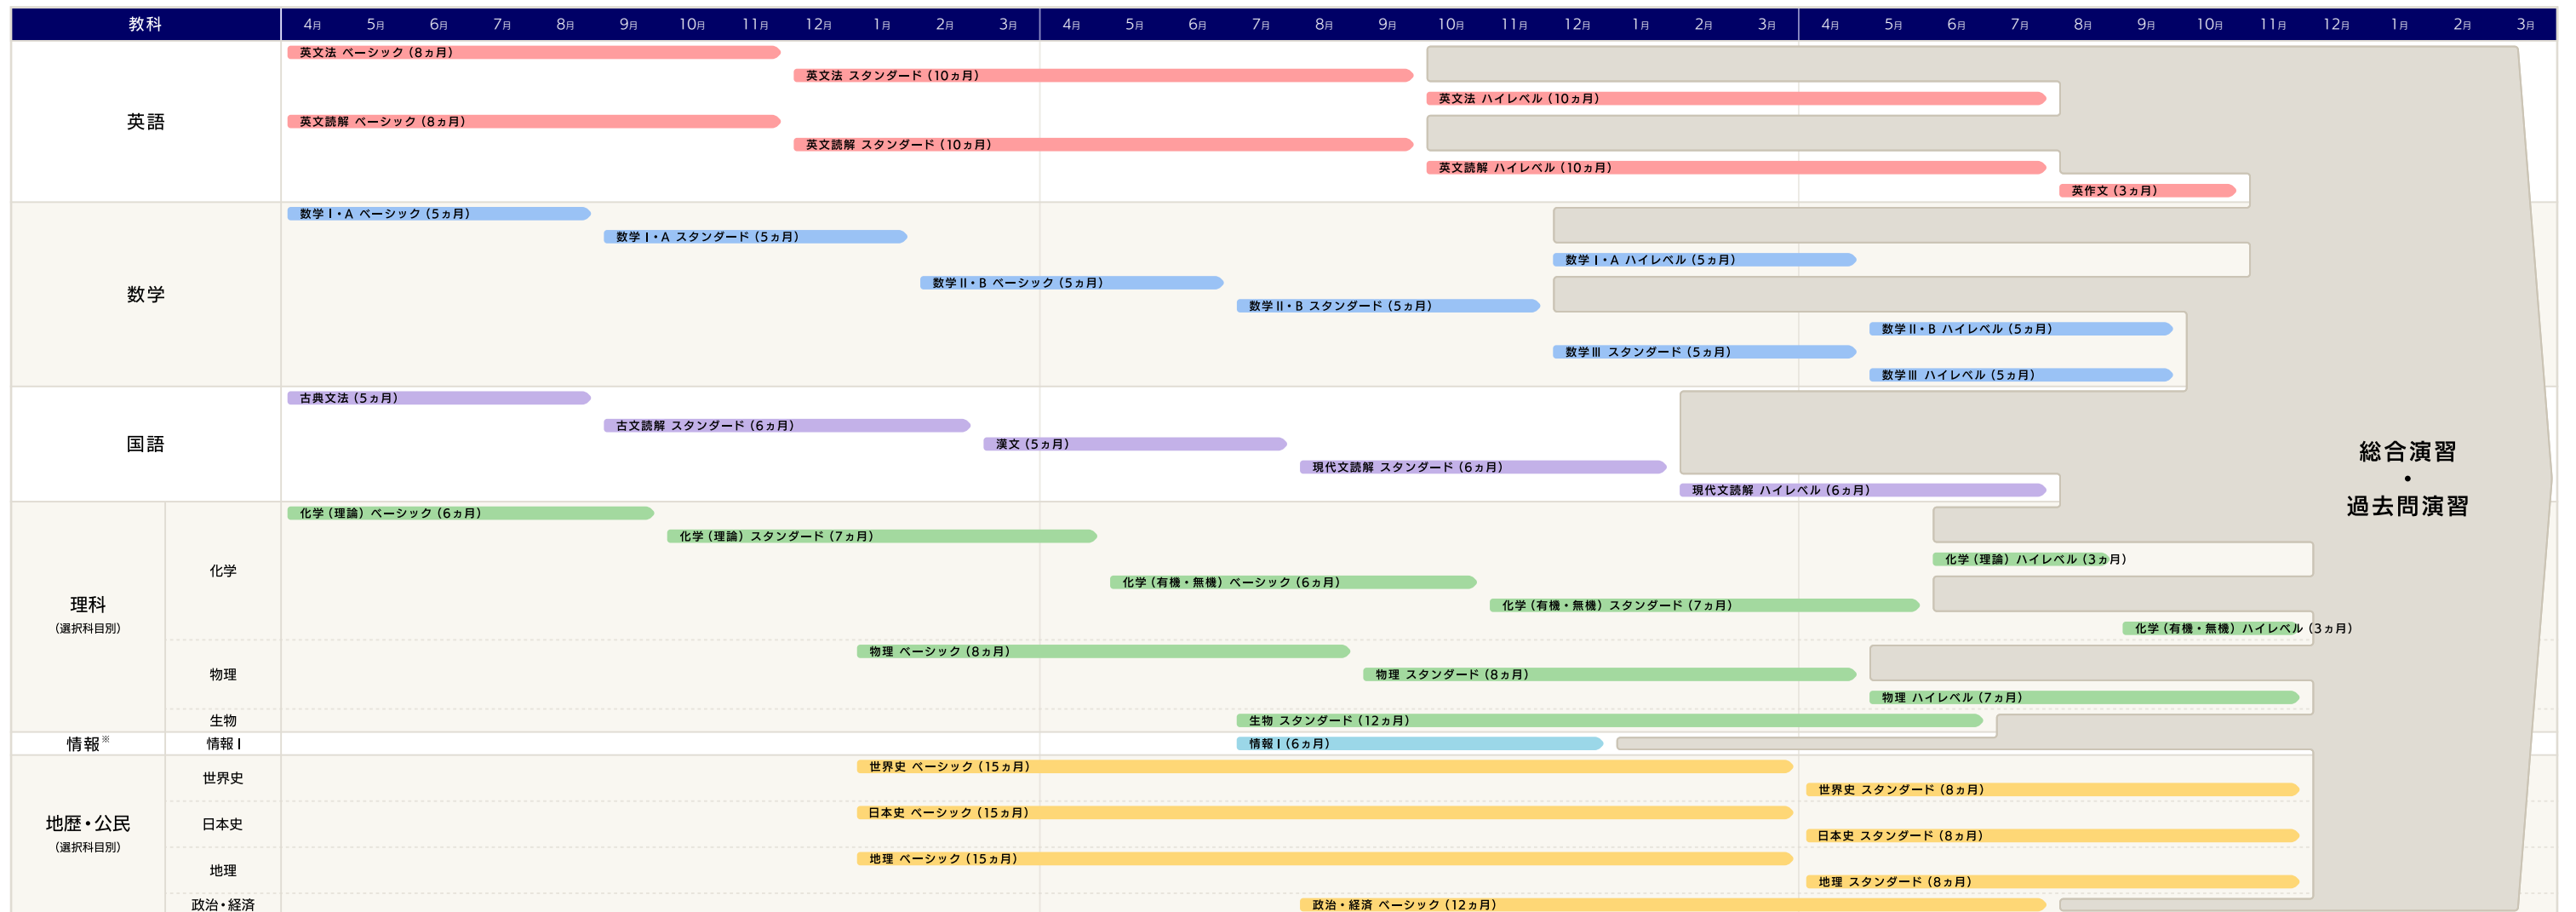 教科 4月 5月 6月 7月 8月 9月 10月 11月 12月 1月 2月 3月 4月 5月 6月 7月 8月 9月 10月 11月 12月 1月 2月 3月 4月 5月 6月 7月 8月 9月 10月 11月 12月 1月 2月 3月
英語
英文法 ベーシック (8ヵ月)
英文法 スタンダード (10ヵ月)
英文法 ハイレベル (10ヵ月)
英文読解 ベーシック (8ヵ月)
英文読解 スタンダード (10ヵ月)
英文読解 ハイレベル (10ヵ月)
英作文 (3ヵ月)
数学
数学Ⅰ・A ベーシック (5ヵ月)
数学Ⅰ・A スタンダード (5ヵ月)
数学Ⅰ・A ハイレベル (5ヵ月)
数学Ⅱ・B ベーシック (5ヵ月)
数学Ⅱ・B スタンダード (5ヵ月)
数学Ⅱ・B ハイレベル (5ヵ月)
数学Ⅲ スタンダード (5ヵ月)
数学Ⅲ ハイレベル (5ヵ月)
国語
古典文法 (5ヵ月)
古文読解 スタンダード (6ヵ月)
漢文 (5ヵ月)
現代文読解 スタンダード (6ヵ月)
現代文読解 ハイレベル (6ヵ月)
総合演習
・
過去問演習
理科
(選択科目別)
化学
化学 (理論) ベーシック (6ヵ月)
化学 (理論) スタンダード (7ヵ月)
化学 (理論) ハイレベル (3ヵ月)
化学 (有機・無機) ベーシック (6ヵ月)
化学 (有機・無機) スタンダード (7ヵ月)
化学 (有機・無機) ハイレベル (3ヵ月)
物理
物理 ベーシック (8ヵ月)
物理 スタンダード (8ヵ月)
物理 ハイレベル (7ヵ月)
生物
生物 スタンダード (12ヵ月)
情報※
情報Ⅰ
情報Ⅰ (6ヵ月)
地歴・公民
(選択科目別)
世界史
世界史 ベーシック (15ヵ月)
世界史 スタンダード (8ヵ月)
日本史
日本史 ベーシック (15ヵ月)
日本史 スタンダード (8ヵ月)
地理
地理 ベーシック (15ヵ月)
地理 スタンダード (8ヵ月)
政治・経済
政治・経済 ベーシック (12ヵ月)